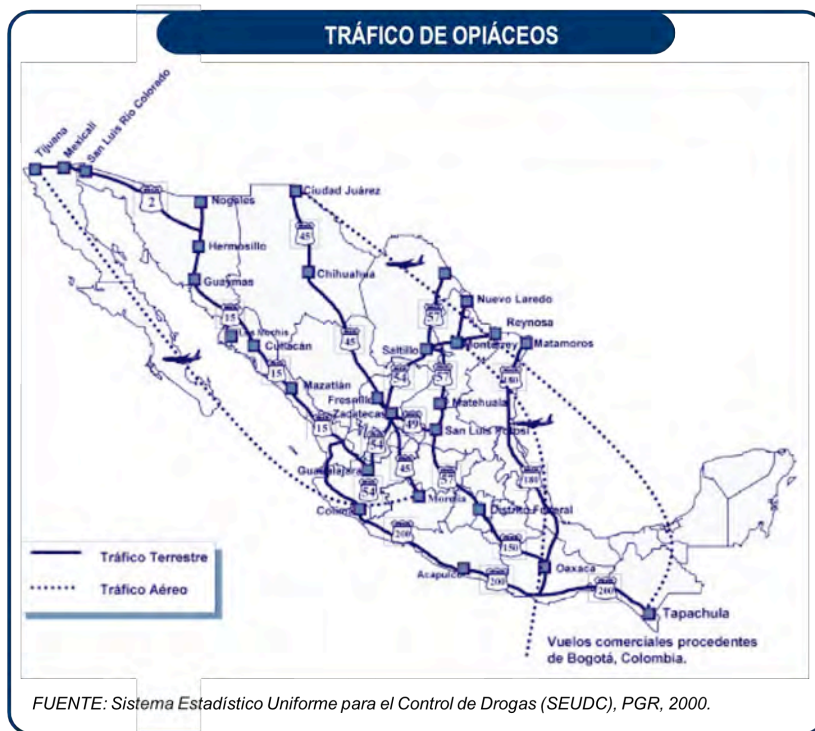 TRÁFICO DE OPIÁCEOS
Tijuana
Mexicali
San Luis Rio Colorado
Nogales
Ciudad Juárez
2
45
Hermosillo
Chihuahua
Guaymas
Nuevo Laredo
57
15
Reynosa
Los Mochis
45
Saltillo
Monterrey
Matamoros
Culiacán
15
54
57
180
Mazatlán
Fresnillo
Matehuala
Zacatecas
15
49
San Luis Potosí
54
Guadalajara
45
57
180
54
Morelia
Colima
Distrito Federal
200
150
Tráfico Terrestre
Acapulco
Oaxaca
200
200
Tráfico Aéreo
Tapachula
Vuelos comerciales procedentes
de Bogotá, Colombia.
FUENTE: Sistema Estadístico Uniforme para el Control de Drogas (SEUDC), PGR, 2000.